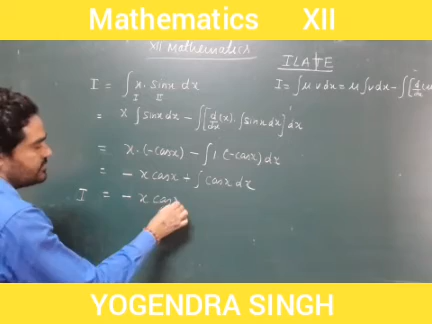 Mathematics XII
XII Mathematics
ILATE
I = ∫ x. sinx dx
I II
I = ∫ u v dx = u ∫ v dx - ∫[d/dx (u
= x ∫ sinx dx - ∫[d/dx (x). ∫ sinx dx] dx
= x. (-cosx) - ∫ 1. (-cosx) dx
= - x cosx + ∫ cosx dx
I = - x cosx
YOGENDRA SINGH